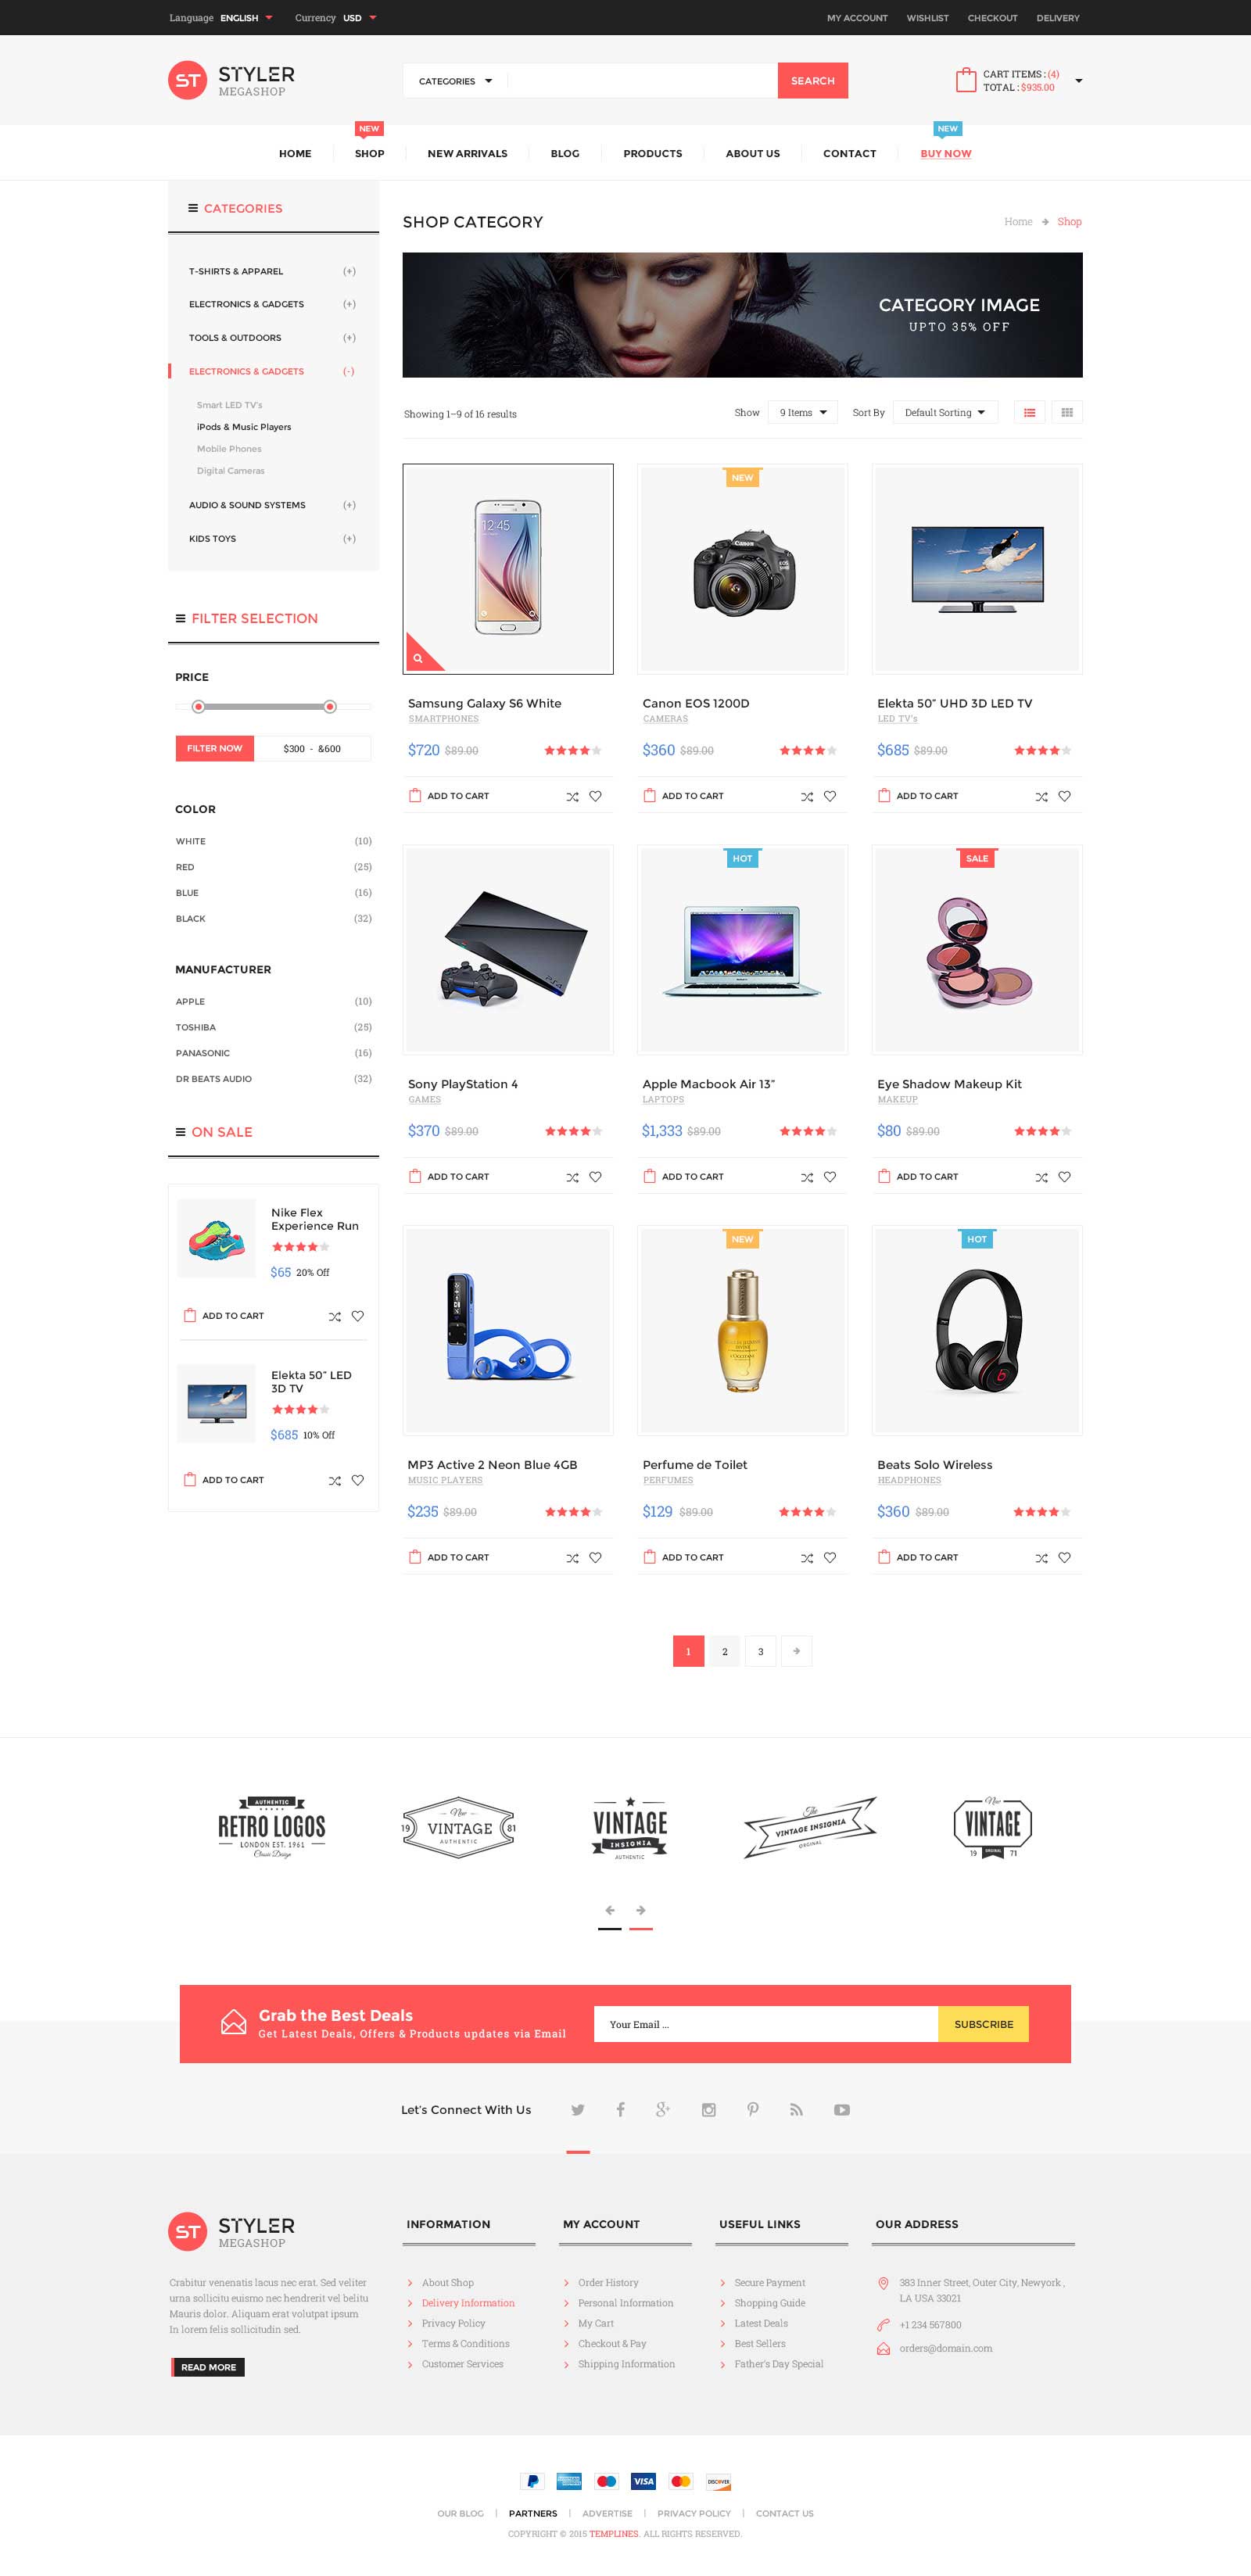 Language ENGLISH Currency USD MY ACCOUNT WISHLIST CHECKOUT DELIVERY
ST STYLER MEGASHOP
CATEGORIES SEARCH
CART ITEMS : (4)
TOTAL : $935.00
NEW NEW
HOME SHOP NEW ARRIVALS BLOG PRODUCTS ABOUT US CONTACT BUY NOW
CATEGORIES
T-SHIRTS & APPAREL (+)
ELECTRONICS & GADGETS (+)
TOOLS & OUTDOORS (+)
ELECTRONICS & GADGETS (-)
Smart LED TV's
iPods & Music Players
Mobile Phones
Digital Cameras
AUDIO & SOUND SYSTEMS (+)
KIDS TOYS (+)
FILTER SELECTION
PRICE
FILTER NOW $300 - &600
COLOR
WHITE (10)
RED (25)
BLUE (16)
BLACK (32)
MANUFACTURER
APPLE (10)
TOSHIBA (25)
PANASONIC (16)
DR BEATS AUDIO (32)
ON SALE
Nike Flex
Experience Run
$65 20% Off
ADD TO CART
Elekta 50" LED
3D TV
$685 10% Off
ADD TO CART
SHOP CATEGORY Home Shop
CATEGORY IMAGE
UPTO 35% OFF
Showing 1–9 of 16 results Show 9 Items Sort By Default Sorting
12:45
NEW
Canon
EOS
Samsung Galaxy S6 White Canon EOS 1200D Elekta 50" UHD 3D LED TV
SMARTPHONES CAMERAS LED TV's
$720 $89.00 $360 $89.00 $685 $89.00
ADD TO CART ADD TO CART ADD TO CART
HOT SALE
PS4
Sony PlayStation 4 Apple Macbook Air 13" Eye Shadow Makeup Kit
GAMES LAPTOPS MAKEUP
$370 $89.00 $1,333 $89.00 $80 $89.00
ADD TO CART ADD TO CART ADD TO CART
NEW HOT
MP3 Active 2 Neon Blue 4GB Perfume de Toilet Beats Solo Wireless
MUSIC PLAYERS PERFUMES HEADPHONES
$235 $89.00 $129 $89.00 $360 $89.00
ADD TO CART ADD TO CART ADD TO CART
1 2 3
AUTHENTIC
RETRO LOGOS
LONDON EST. 1961
Classic Design
New
19 VINTAGE 81
AUTHENTIC
VINTAGE
INSIGNIA
AUTHENTIC
The
VINTAGE INSIGNIA
ORIGINAL
New
VINTAGE
19 ORIGINAL 71
Grab the Best Deals
Get Latest Deals, Offers & Products updates via Email
Your Email ... SUBSCRIBE
Let's Connect With Us
ST STYLER MEGASHOP
Crabitur venenatis lacus nec erat. Sed veliter
urna sollicitu euismo nec hendrerit vel belitu
Mauris dolor. Aliquam erat volutpat ipsum
In lorem felis sollicitudin sed.
READ MORE
INFORMATION
About Shop
Delivery Information
Privacy Policy
Terms & Conditions
Customer Services
MY ACCOUNT
Order History
Personal Information
My Cart
Checkout & Pay
Shipping Information
USEFUL LINKS
Secure Payment
Shopping Guide
Latest Deals
Best Sellers
Father's Day Special
OUR ADDRESS
383 Inner Street, Outer City, Newyork ,
LA USA 33021
+1 234 567800
orders@domain.com
VISA DISCOVER
OUR BLOG | PARTNERS | ADVERTISE | PRIVACY POLICY | CONTACT US
COPYRIGHT © 2015 TEMPLINES. ALL RIGHTS RESERVED.